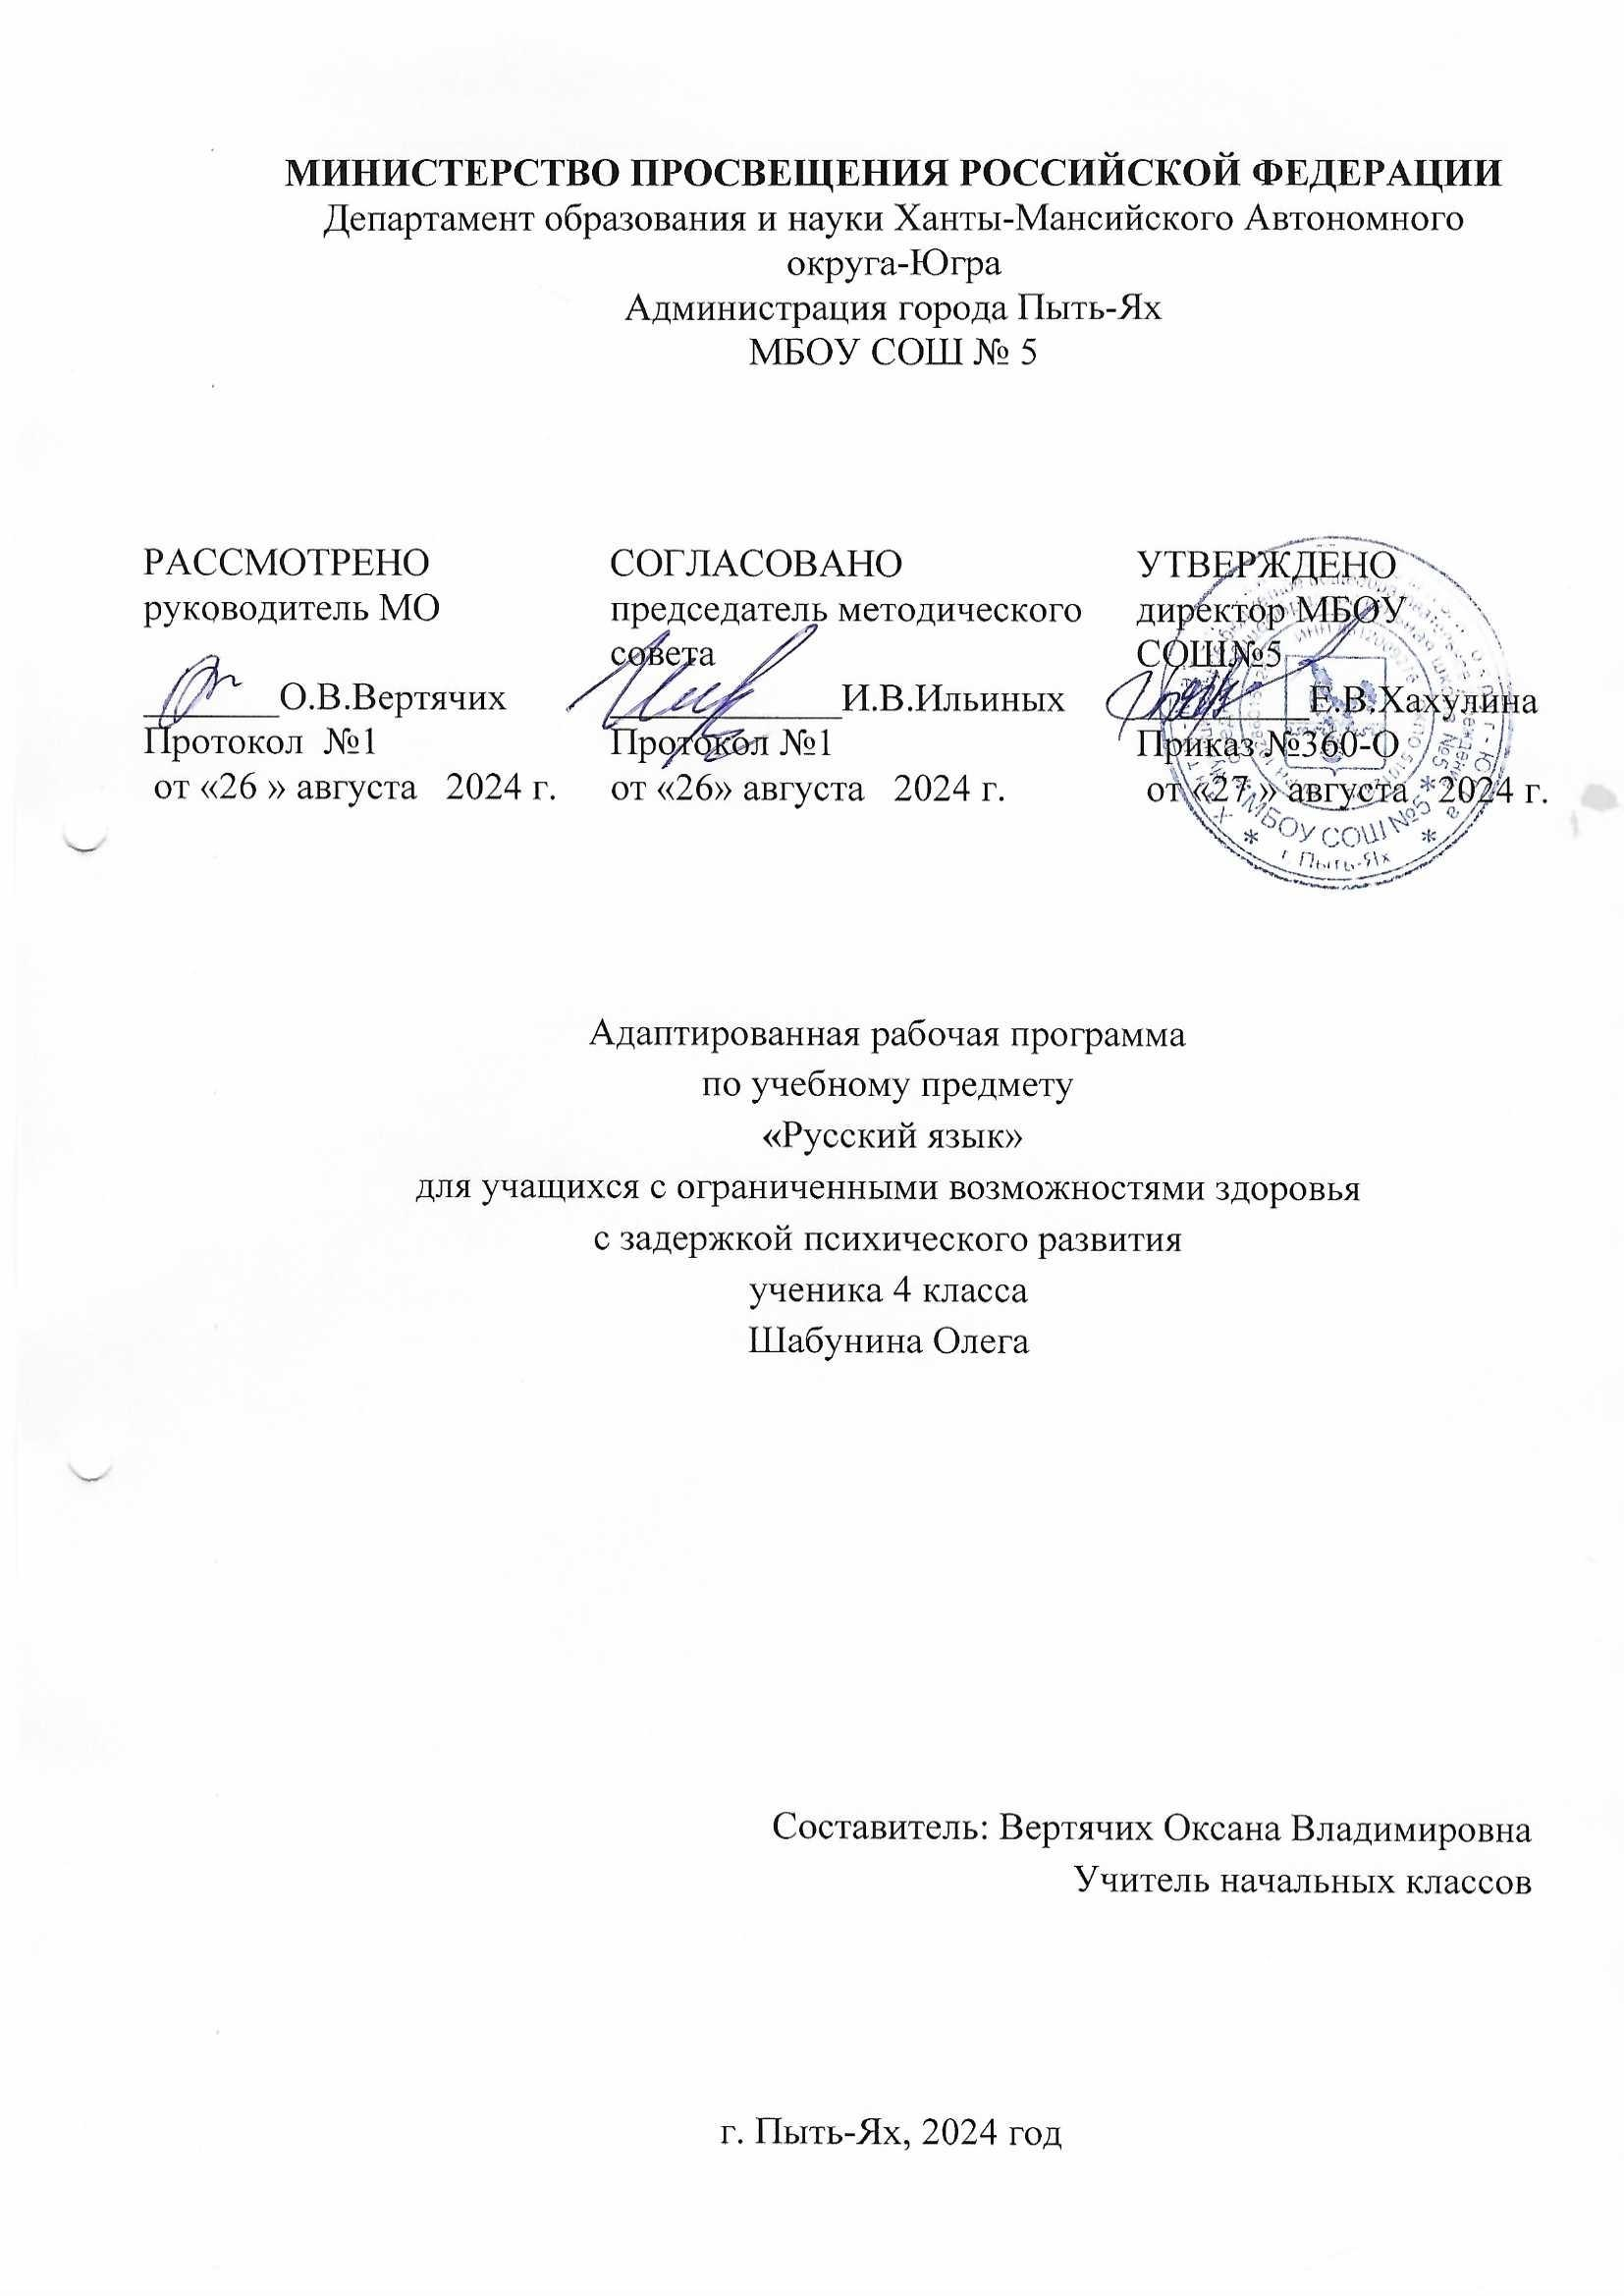 МИНИСТЕРСТВО ПРОСВЕЩЕНИЯ РОССИЙСКОЙ ФЕДЕРАЦИИ
Департамент образования и науки Ханты-Мансийского Автономного
округа-Югра
Администрация города Пыть-Ях
МБОУ СОШ № 5
РАССМОТРЕНО
руководитель МО
________О.В.Вертячих
Протокол №1
от «26 » августа 2024 г.
СОГЛАСОВАНО
председатель методического
совета
____________И.В.Ильиных
Протокол №1
от «26» августа 2024 г.
УТВЕРЖДЕНО
директор МБОУ
СОШ№5
__________Е.В.Хахулина
Приказ №360-О
от «27 » августа 2024 г.
* МБОУ СОШ №5 *
г. Пыть-Ях
Адаптированная рабочая программа
по учебному предмету
«Русский язык»
для учащихся с ограниченными возможностями здоровья
с задержкой психического развития
ученика 4 класса
Шабунина Олега
Составитель: Вертячих Оксана Владимировна
Учитель начальных классов
г. Пыть-Ях, 2024 год